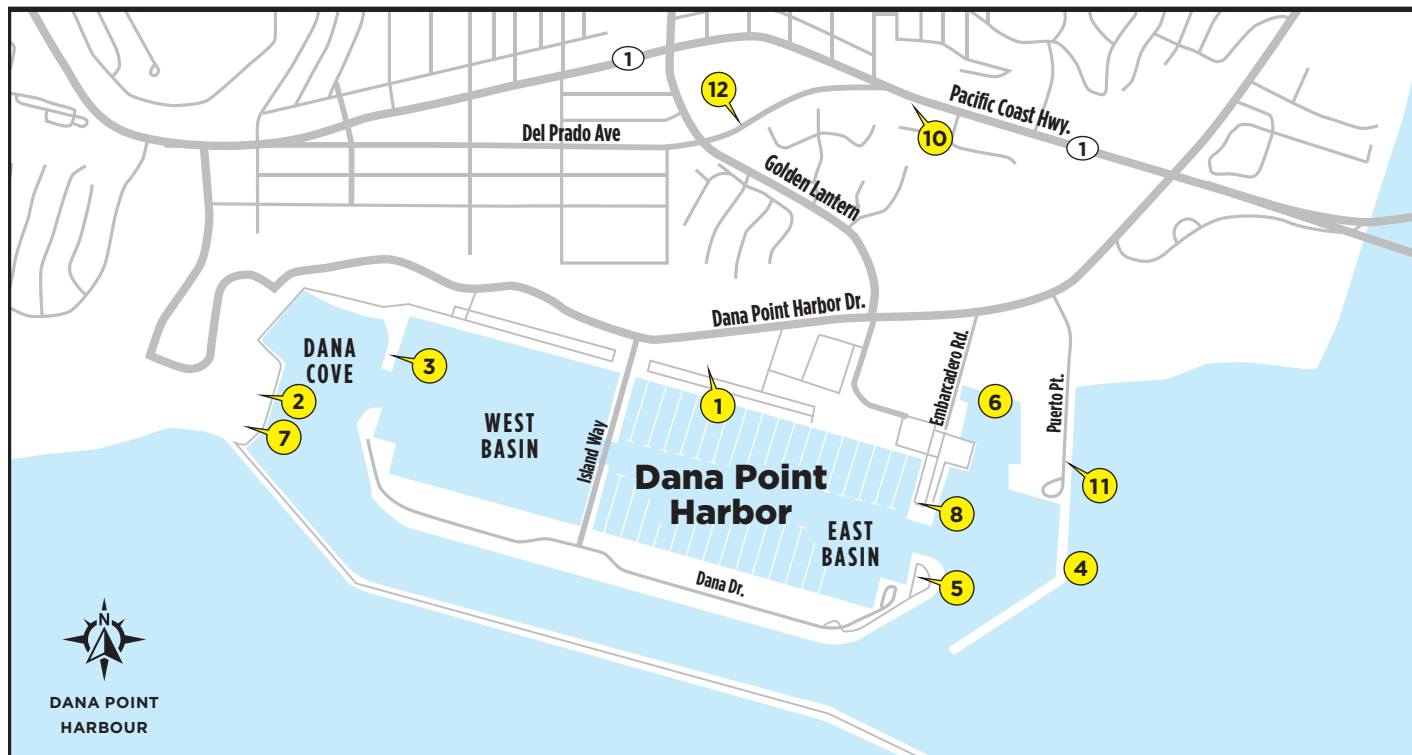 1
12
Pacific Coast Hwy.
10
Del Prado Ave
1
Golden Lantern
Dana Point Harbor Dr.
DANA
COVE
3
2
7
WEST
BASIN
Island Way
1
Embarcadero Rd.
6
Puerto Pt.
Dana Point
Harbor
11
8
EAST
BASIN
4
5
Dana Dr.
N
DANA POINT
HARBOUR